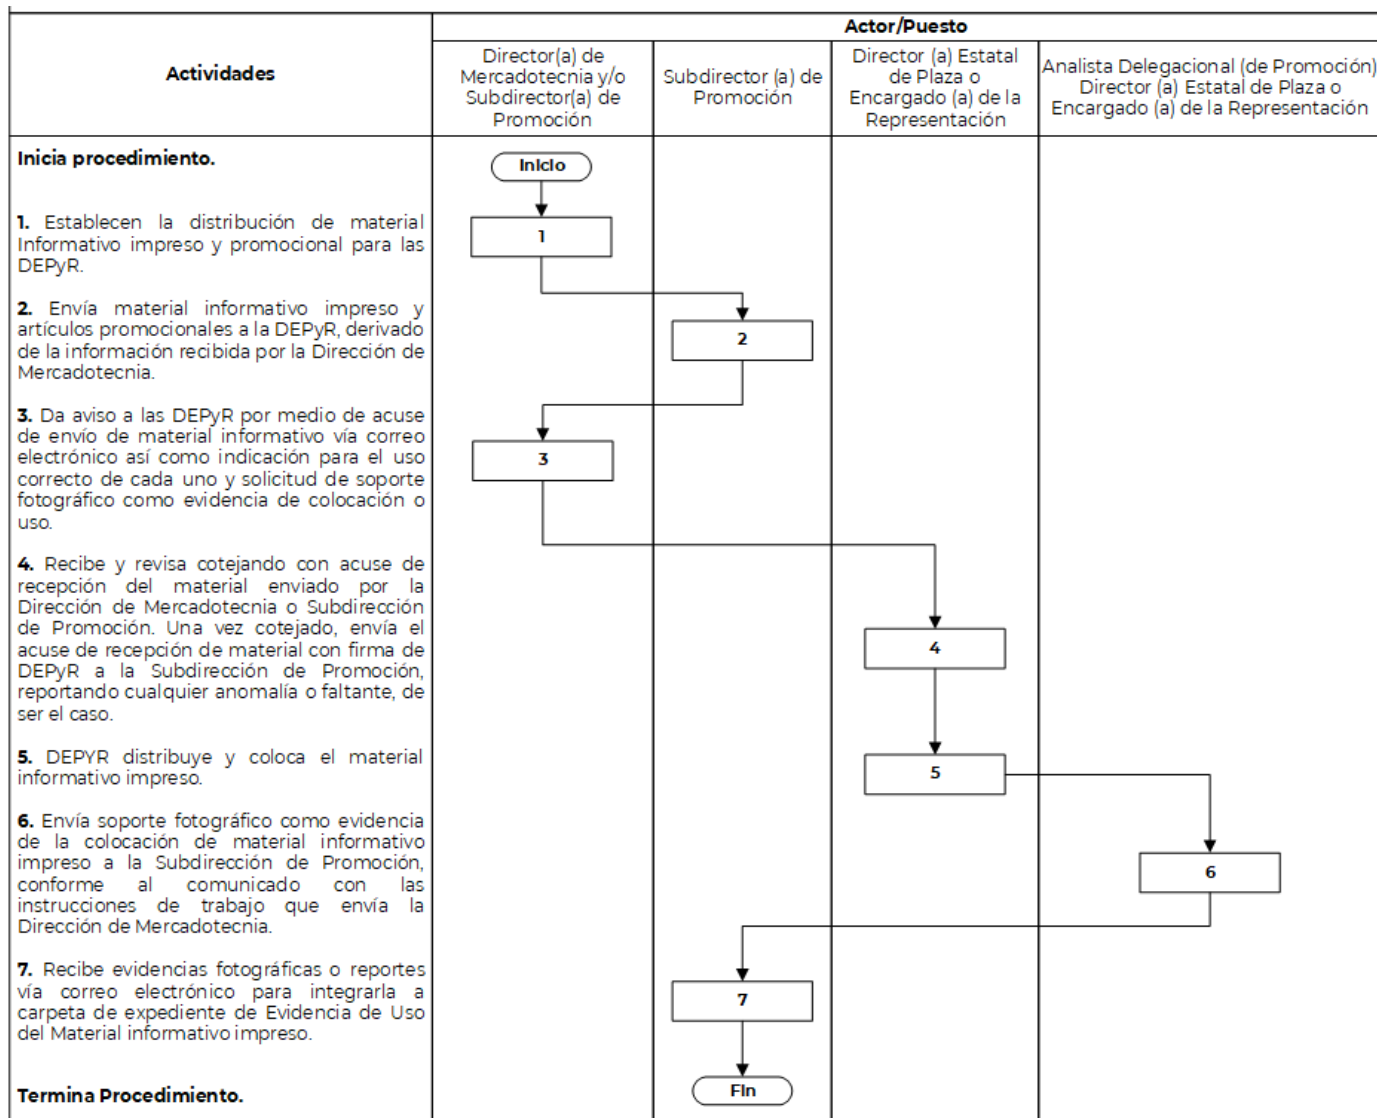 Actor/Puesto
Actividades
Director(a) de
Mercadotecnia y/o
Subdirector(a) de
Promoción
Subdirector (a) de
Promoción
Director (a) Estatal
de Plaza o
Encargado (a) de la
Representación
Analista Delegacional (de Promoción)
Director (a) Estatal de Plaza o
Encargado (a) de la Representación
Inicia procedimiento.
Inicio
1. Establecen la distribución de material
Informativo impreso y promocional para las
DEPyR.
1
2. Envía material informativo impreso y
artículos promocionales a la DEPyR, derivado
de la información recibida por la Dirección de
Mercadotecnia.
2
3. Da aviso a las DEPyR por medio de acuse
de envío de material informativo vía correo
electrónico así como indicación para el uso
correcto de cada uno y solicitud de soporte
fotográfico como evidencia de colocación o
uso.
3
4. Recibe y revisa cotejando con acuse de
recepción del material enviado por la
Dirección de Mercadotecnia o Subdirección
de Promoción. Una vez cotejado, envía el
acuse de recepción de material con firma de
DEPyR a la Subdirección de Promoción,
reportando cualquier anomalía o faltante, de
ser el caso.
4
5. DEPYR distribuye y coloca el material
informativo impreso.
5
6. Envía soporte fotográfico como evidencia
de la colocación de material informativo
impreso a la Subdirección de Promoción,
conforme al comunicado con las
instrucciones de trabajo que envía la
Dirección de Mercadotecnia.
6
7. Recibe evidencias fotográficas o reportes
vía correo electrónico para integrarla a
carpeta de expediente de Evidencia de Uso
del Material informativo impreso.
7
Termina Procedimiento.
Fin